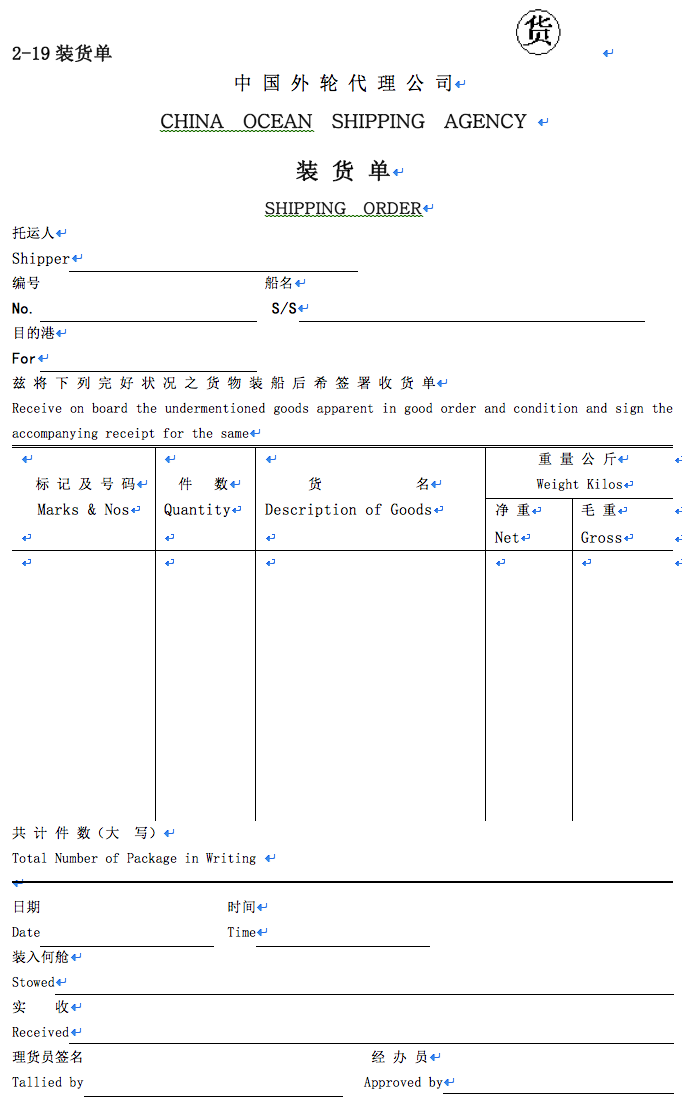 货
2-19 装货单
中 国 外 轮 代 理 公 司
CHINA OCEAN SHIPPING AGENCY
装 货 单
SHIPPING ORDER
托运人
Shipper
编号 船名
No. S/S
目的港
For
兹 将 下 列 完 好 状 况 之 货 物 装 船 后 希 签 署 收 货 单
Receive on board the undermentioned goods apparent in good order and condition and sign the
accompanying receipt for the same
重 量 公 斤
标 记 及 号 码 件 数 货 名 Weight Kilos
Marks & Nos Quantity Description of Goods 净 重 毛 重
Net Gross
共 计 件 数（大 写）
Total Number of Package in Writing
日期 时间
Date Time
装入何舱
Stowed
实 收
Received
理货员签名 经 办 员
Tallied by Approved by